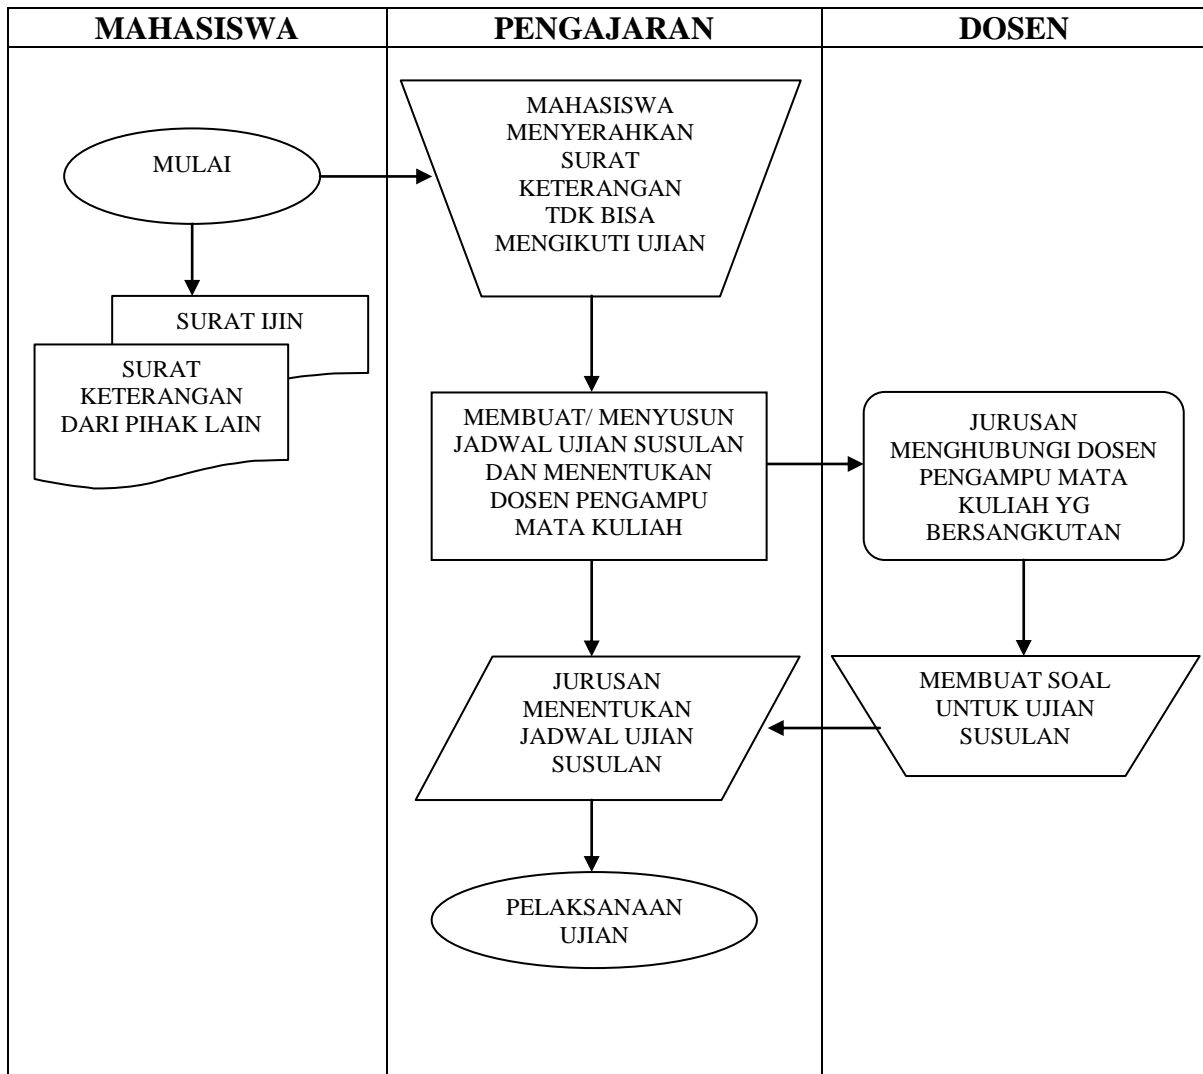 MAHASISWA
PENGAJARAN
DOSEN
MULAI
SURAT IJIN
SURAT
KETERANGAN
DARI PIHAK LAIN
MAHASISWA
MENYERAHKAN
SURAT
KETERANGAN
TDK BISA
MENGIKUTI UJIAN
MEMBUAT/ MENYUSUN
JADWAL UJIAN SUSULAN
DAN MENENTUKAN
DOSEN PENGAMPU
MATA KULIAH
JURUSAN
MENGHUBUNGI DOSEN
PENGAMPU MATA
KULIAH YG
BERSANGKUTAN
JURUSAN
MENENTUKAN
JADWAL UJIAN
SUSULAN
MEMBUAT SOAL
UNTUK UJIAN
SUSULAN
PELAKSANAAN
UJIAN